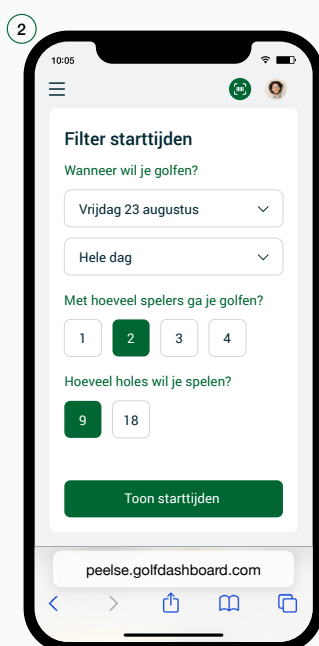 2
10:05
Filter starttijden
Wanneer wil je golfen?
Vrijdag 23 augustus
Hele dag
Met hoeveel spelers ga je golfen?
1 2 3 4
Hoeveel holes wil je spelen?
9 18
Toon starttijden
peelse.golfdashboard.com